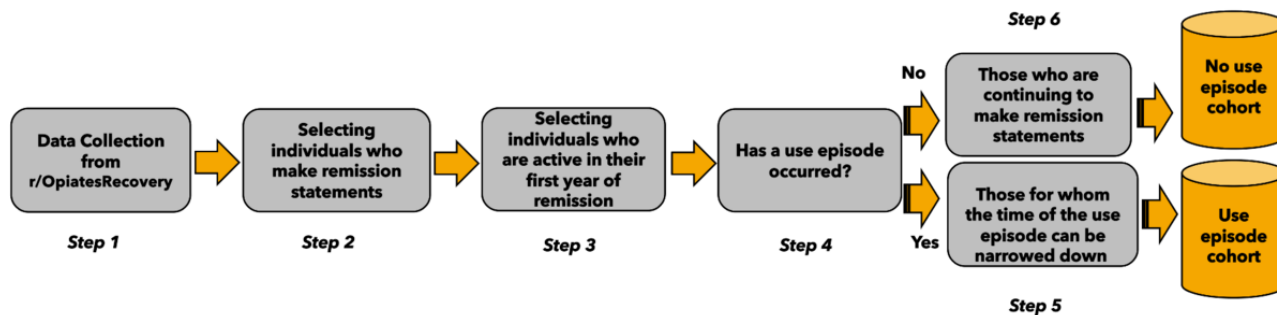 Data Collection
from
r/OpiatesRecovery
Step 1
Selecting
individuals who
make remission
statements
Step 2
Selecting
individuals who
are active in their
first year of
remission
Step 3
Has a use episode
occurred?
Step 4
No
Yes
Step 6
Those who are
continuing to
make remission
statements
No use
episode
cohort
Those for whom
the time of the use
episode can be
narrowed down
Step 5
Use
episode
cohort